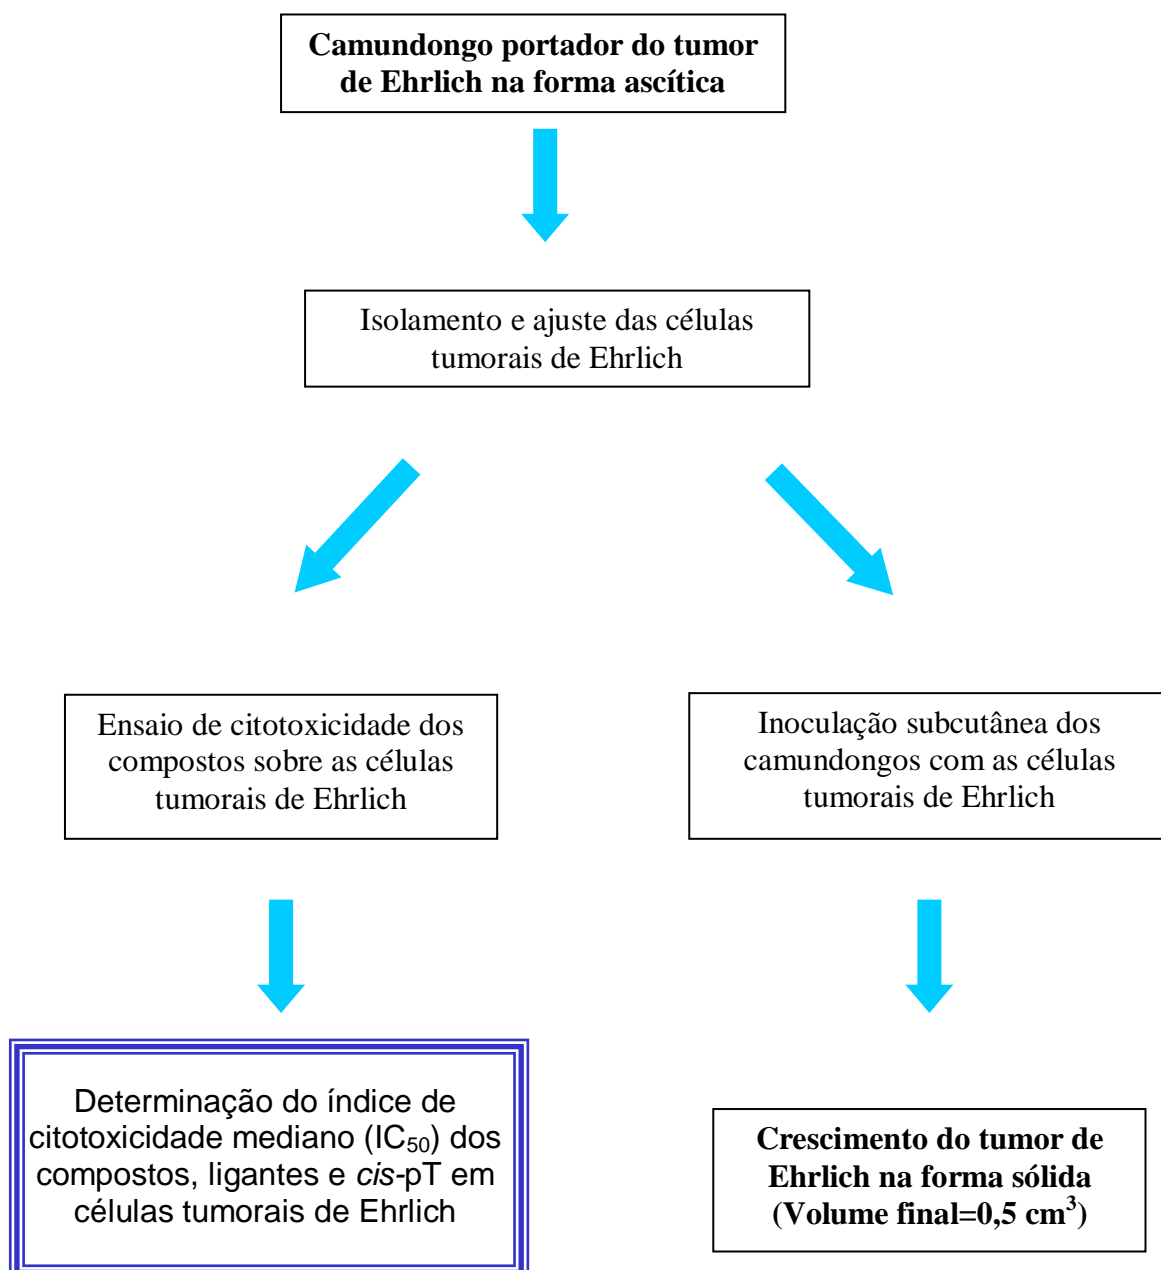 Camundongo portador do tumor
de Ehrlich na forma ascítica
Isolamento e ajuste das células
tumorais de Ehrlich
Ensaio de citotoxicidade dos
compostos sobre as células
tumorais de Ehrlich
Inoculação subcutânea dos
camundongos com as células
tumorais de Ehrlich
Determinação do índice de
citotoxicidade mediano (IC₅₀) dos
compostos, ligantes e cis-pT em
células tumorais de Ehrlich
Crescimento do tumor de
Ehrlich na forma sólida
(Volume final=0,5 cm³)